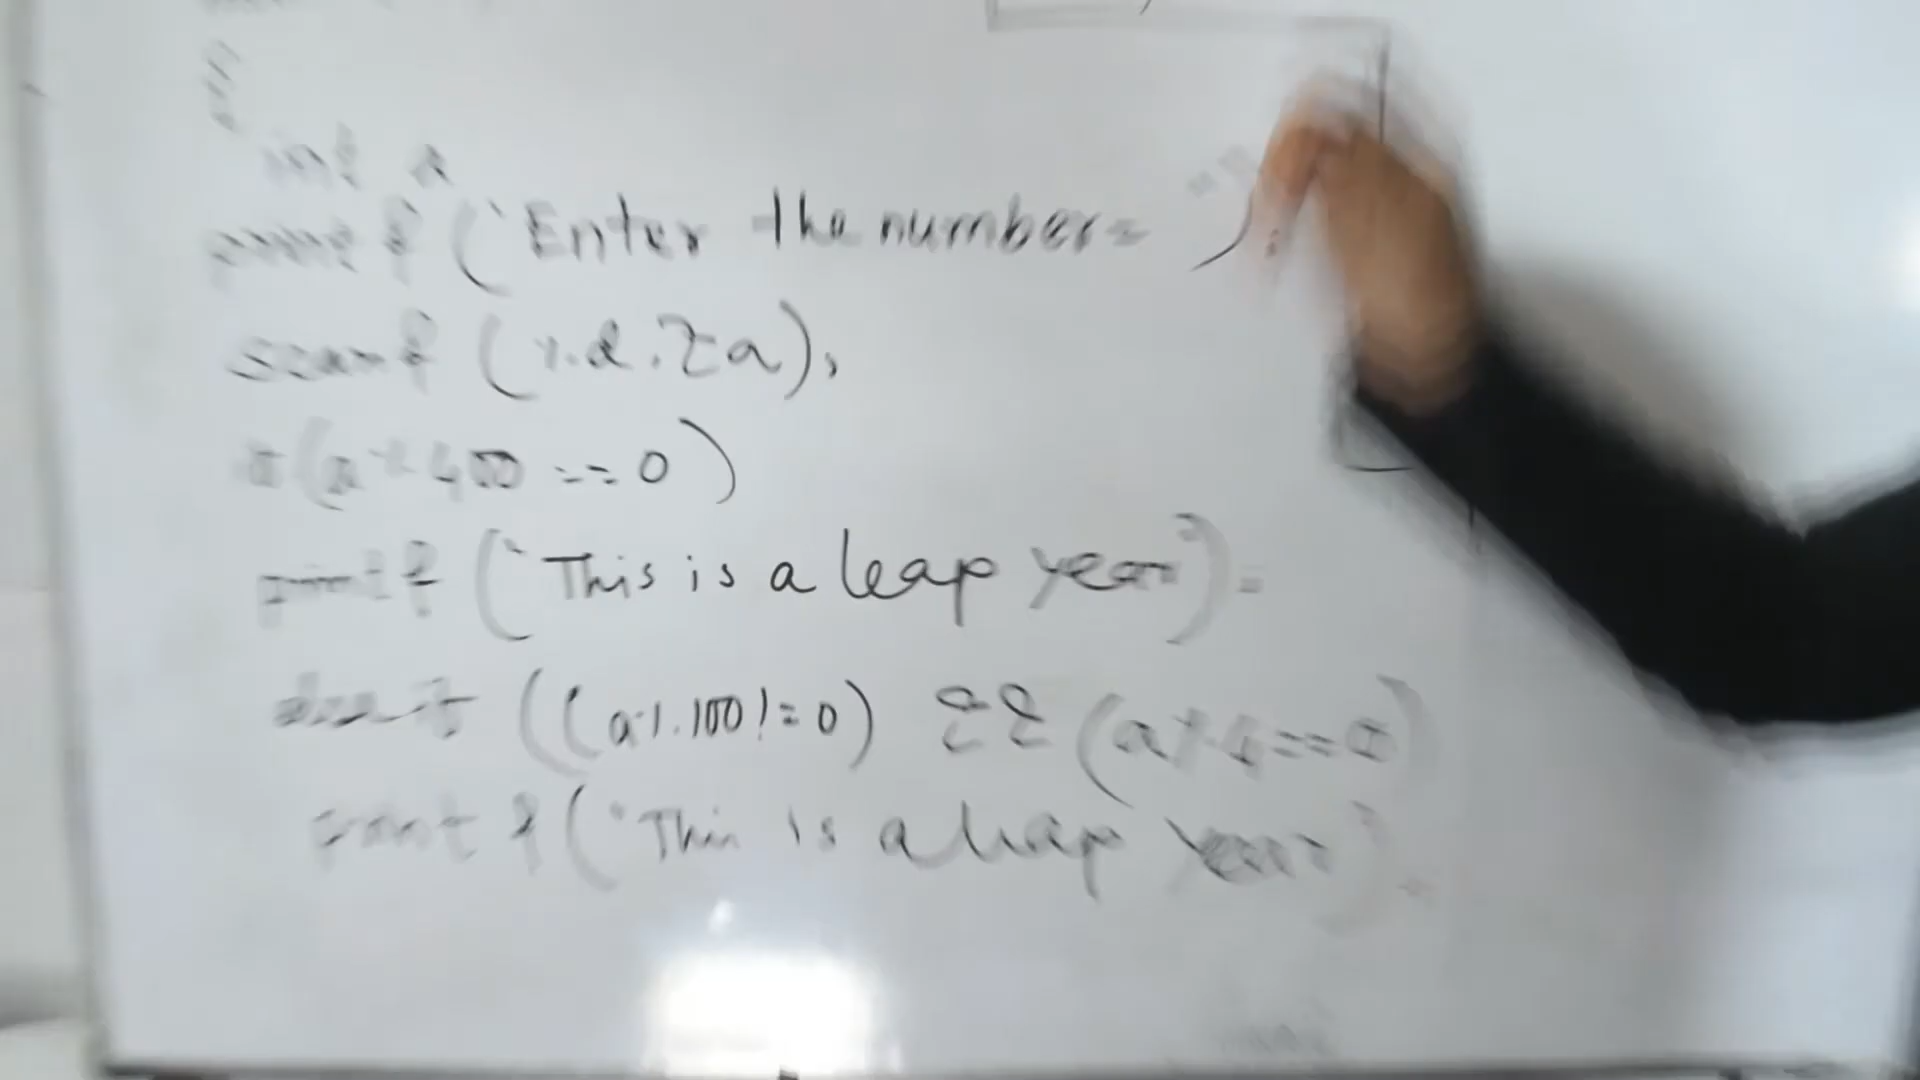 {
int a
printf ("Enter the number= ");
scanf (%d, &a);
if (a % 400 == 0)
printf ("This is a leap year");
else if ((a % 100 != 0) && (a % 4 == 0)
printf ("This is a leap year");